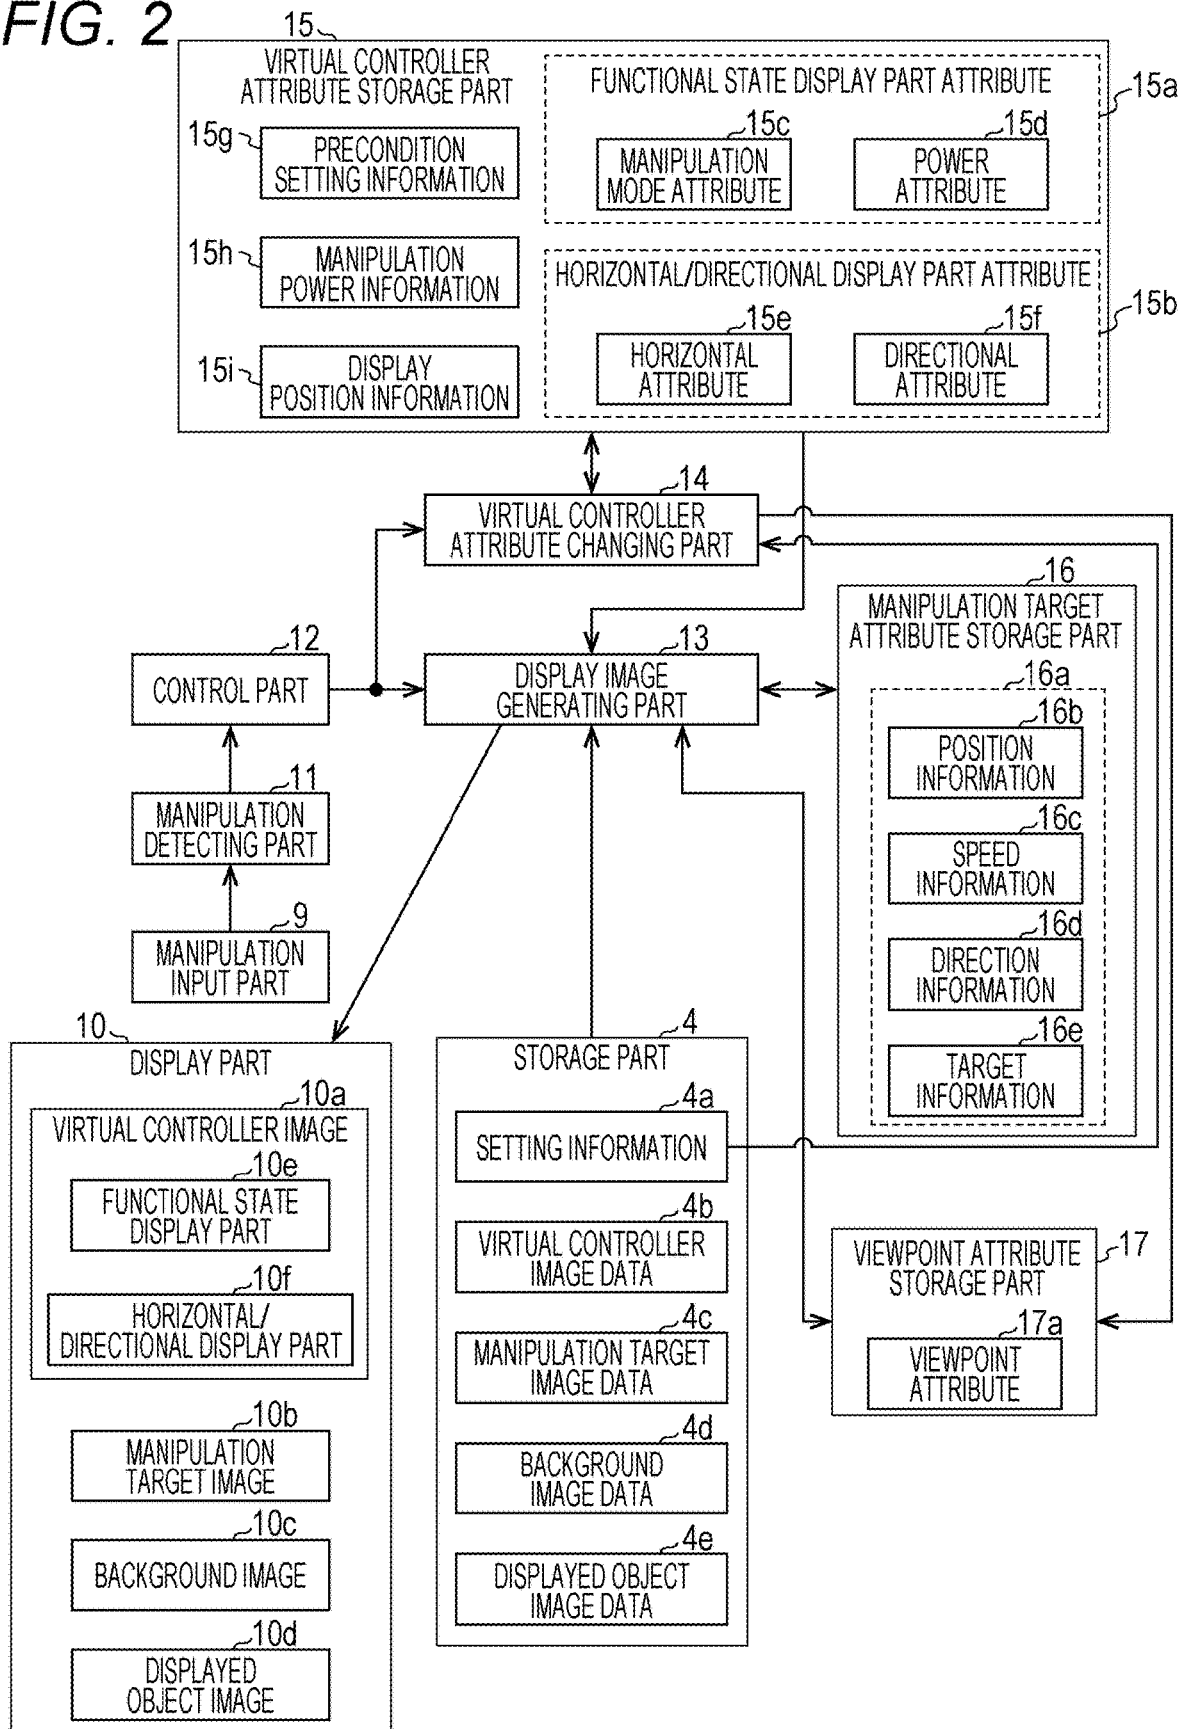 FIG. 2
15
VIRTUAL CONTROLLER
ATTRIBUTE STORAGE PART
15g
PRECONDITION
SETTING INFORMATION
15h
MANIPULATION
POWER INFORMATION
15i
DISPLAY
POSITION INFORMATION
FUNCTIONAL STATE DISPLAY PART ATTRIBUTE
15a
15c
MANIPULATION
MODE ATTRIBUTE
15d
POWER
ATTRIBUTE
HORIZONTAL/DIRECTIONAL DISPLAY PART ATTRIBUTE
15b
15e
HORIZONTAL
ATTRIBUTE
15f
DIRECTIONAL
ATTRIBUTE
14
VIRTUAL CONTROLLER
ATTRIBUTE CHANGING PART
12
CONTROL PART
13
DISPLAY IMAGE
GENERATING PART
11
MANIPULATION
DETECTING PART
9
MANIPULATION
INPUT PART
16
MANIPULATION TARGET
ATTRIBUTE STORAGE PART
16a
16b
POSITION
INFORMATION
16c
SPEED
INFORMATION
16d
DIRECTION
INFORMATION
16e
TARGET
INFORMATION
10
DISPLAY PART
10a
VIRTUAL CONTROLLER IMAGE
10e
FUNCTIONAL STATE
DISPLAY PART
10f
HORIZONTAL/
DIRECTIONAL DISPLAY PART
10b
MANIPULATION
TARGET IMAGE
10c
BACKGROUND IMAGE
10d
DISPLAYED
OBJECT IMAGE
4
STORAGE PART
4a
SETTING INFORMATION
4b
VIRTUAL CONTROLLER
IMAGE DATA
4c
MANIPULATION TARGET
IMAGE DATA
4d
BACKGROUND
IMAGE DATA
4e
DISPLAYED OBJECT
IMAGE DATA
17
VIEWPOINT ATTRIBUTE
STORAGE PART
17a
VIEWPOINT
ATTRIBUTE